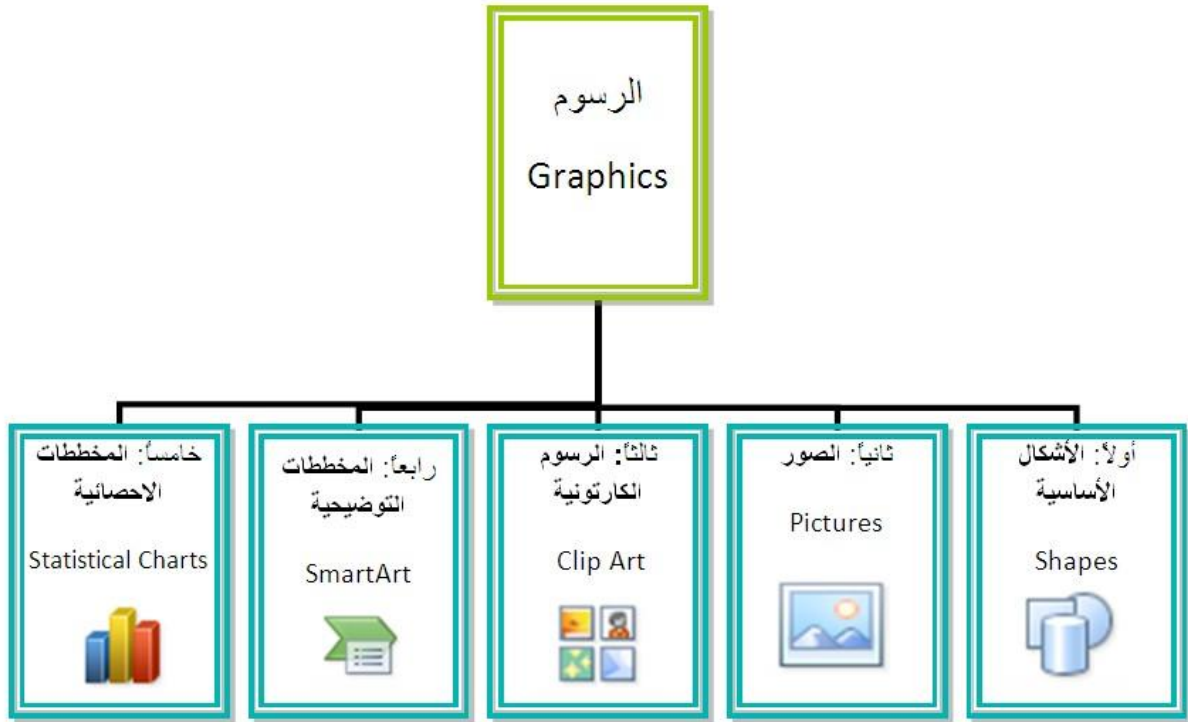 الرسوم
Graphics
أولاً: الأشكال
الأساسية
Shapes
ثانياً: الصور
Pictures
ثالثاً: الرسوم
الكارتونية
Clip Art
رابعاً: المخططات
التوضيحية
SmartArt
خامساً: المخططات
الاحصائية
Statistical Charts